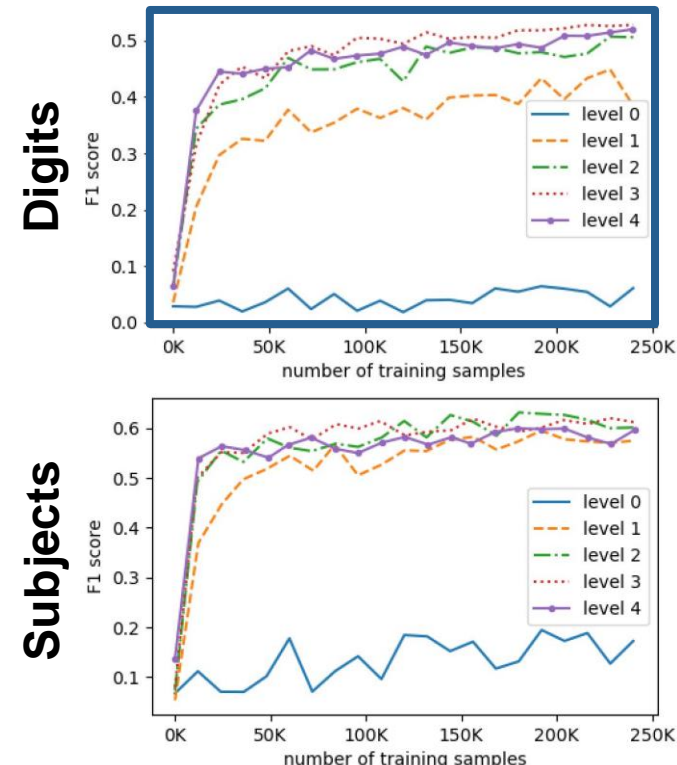 Digits
F1 score
0.5
0.4
0.3
0.2
0.1
0.0
level 0
level 1
level 2
level 3
level 4
0K 50K 100K 150K 200K 250K
number of training samples
Subjects
F1 score
0.6
0.5
0.4
0.3
0.2
0.1
level 0
level 1
level 2
level 3
level 4
0K 50K 100K 150K 200K 250K
number of training samples